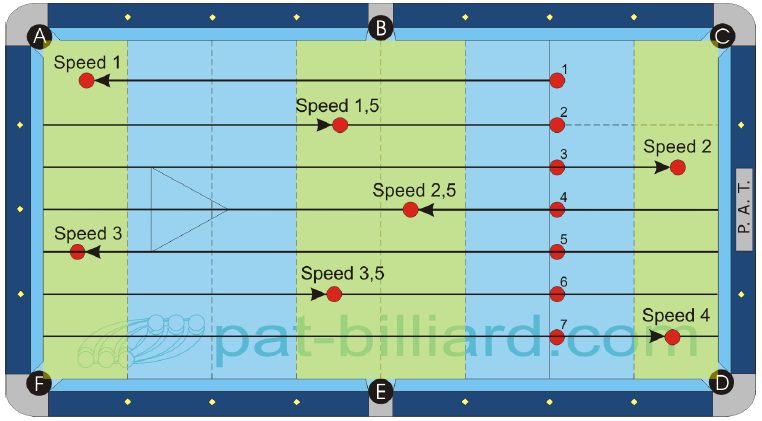 A
B
C
Speed 1
1
Speed 1,5
2
3
Speed 2
Speed 2,5
4
P. A. T.
Speed 3
5
Speed 3,5
6
pat-billiard.com
7
Speed 4
F
E
D